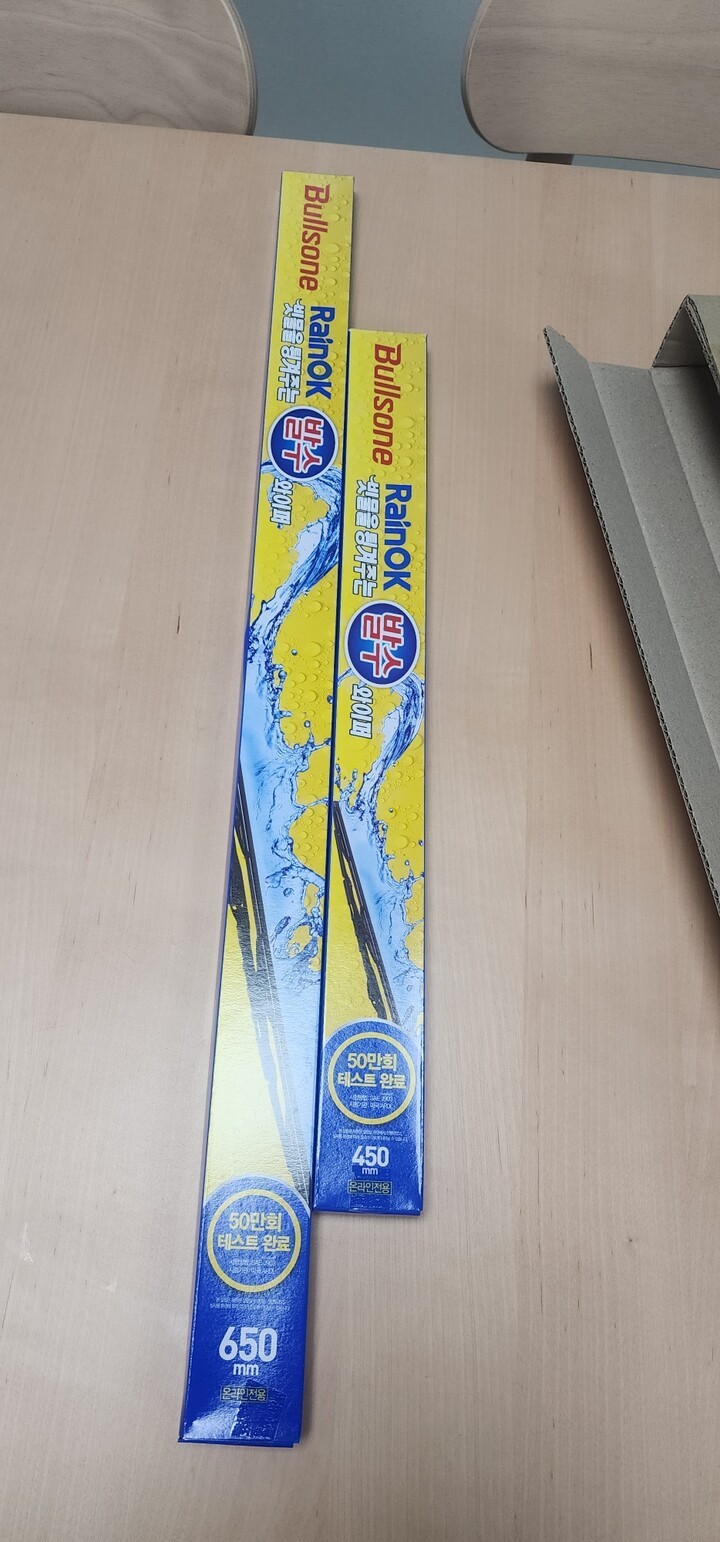 Bullsone
RainOK
빗물을 튕겨주는
발수
와이퍼
50만회
테스트 완료
650
mm
온라인전용
Bullsone
RainOK
빗물을 튕겨주는
발수
와이퍼
50만회
테스트 완료
450
mm
온라인전용